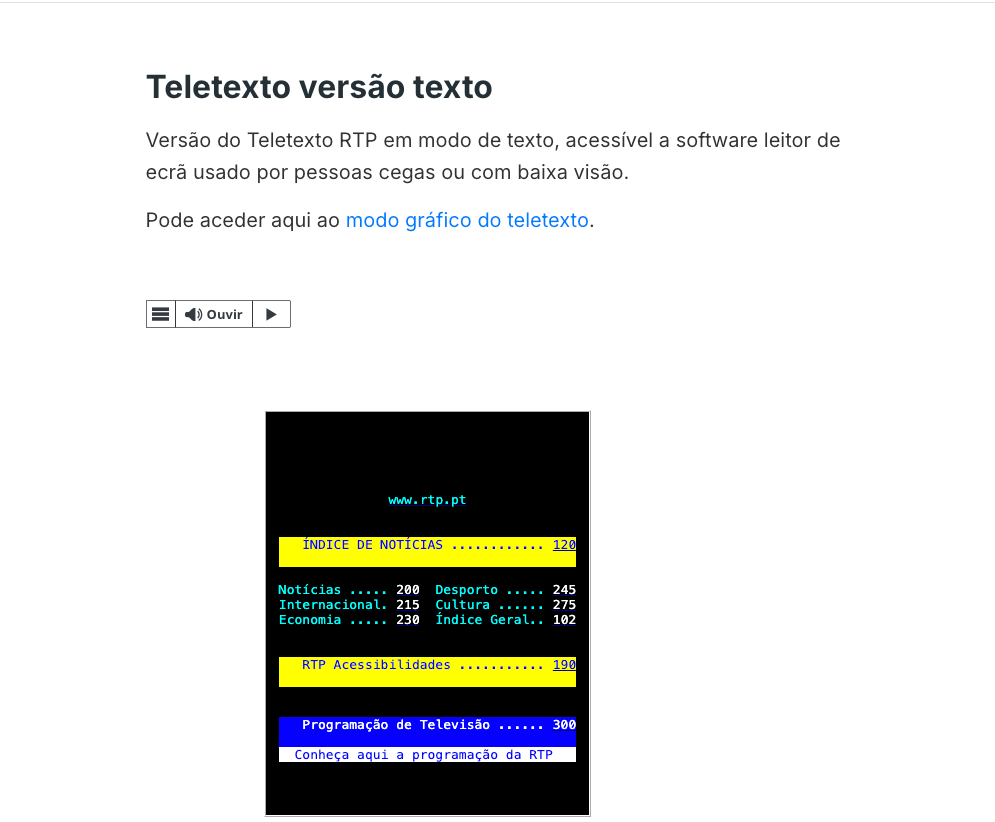 Teletexto versão texto
Versão do Teletexto RTP em modo de texto, acessível a software leitor de
ecrã usado por pessoas cegas ou com baixa visão.
Pode aceder aqui ao modo gráfico do teletexto.
Ouvir
www.rtp.pt
ÍNDICE DE NOTÍCIAS ............ 120
Notícias ..... 200 Desporto ..... 245
Internacional. 215 Cultura ...... 275
Economia ..... 230 Índice Geral.. 102
RTP Acessibilidades ........... 190
Programação de Televisão ...... 300
Conheça aqui a programação da RTP